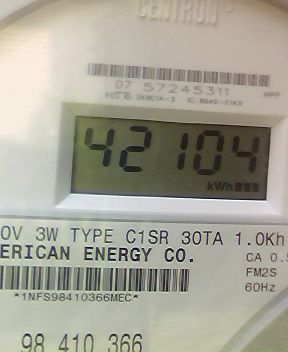 CENTRON®
07 57245311
42104
kWh
0V 3W TYPE C1SR 30TA 1.0Kh
ERICAN ENERGY CO.
CA 0.5
FM2S
60Hz
*1NFS98410366MEC*
98 410 366